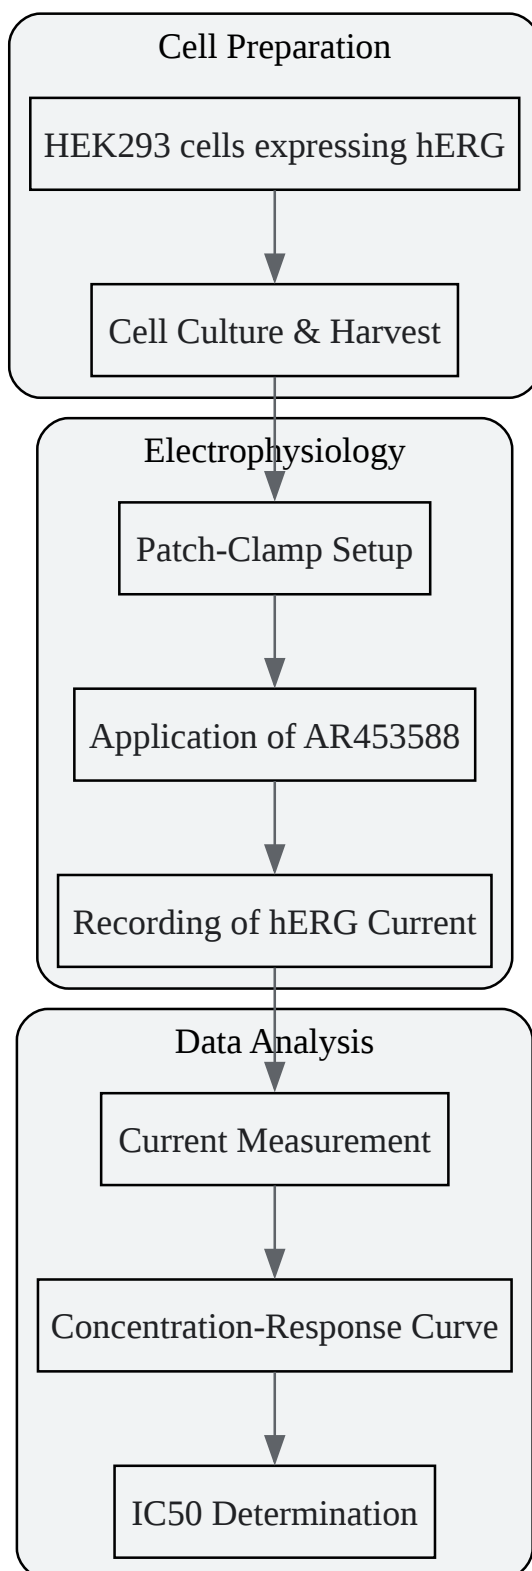 Cell Preparation
HEK293 cells expressing hERG
Cell Culture & Harvest
Electrophysiology
Patch-Clamp Setup
Application of AR453588
Recording of hERG Current
Data Analysis
Current Measurement
Concentration-Response Curve
IC50 Determination